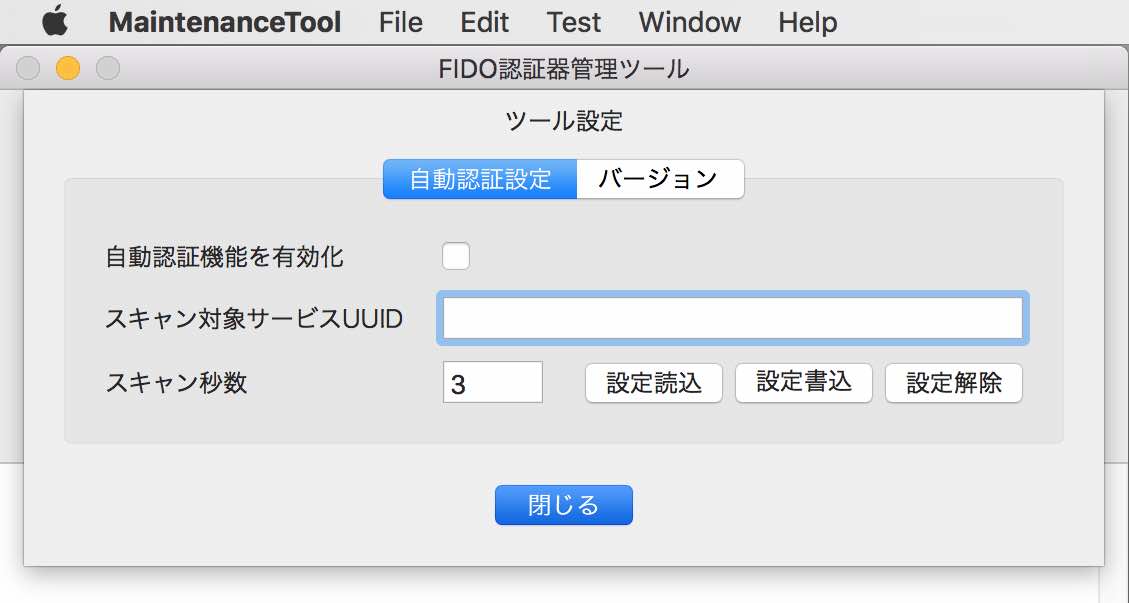 MaintenanceTool File Edit Test Window Help
FIDO認証器管理ツール
ツール設定
自動認証設定 バージョン
自動認証機能を有効化
スキャン対象サービスUUID
スキャン秒数 3 設定読込 設定書込 設定解除
閉じる